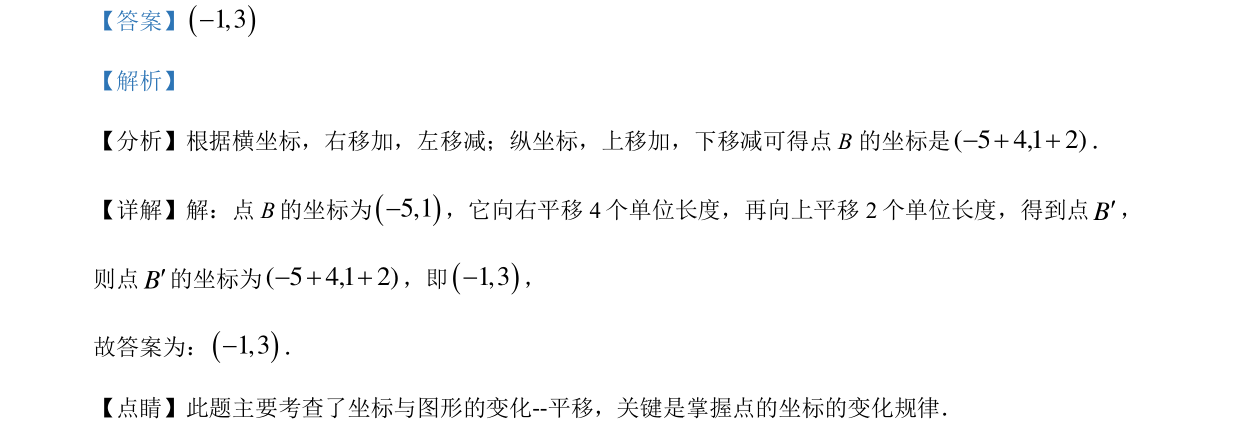 【答案】(−1,3)
【解析】
【分析】根据横坐标，右移加，左移减；纵坐标，上移加，下移减可得点 B 的坐标是(−5+4,1+2)．
【详解】解：点 B 的坐标为(−5,1)，它向右平移 4 个单位长度，再向上平移 2 个单位长度，得到点 B′，
则点 B′ 的坐标为(−5+4,1+2)，即(−1,3)，
故答案为：(−1,3)．
【点睛】此题主要考查了坐标与图形的变化--平移，关键是掌握点的坐标的变化规律．